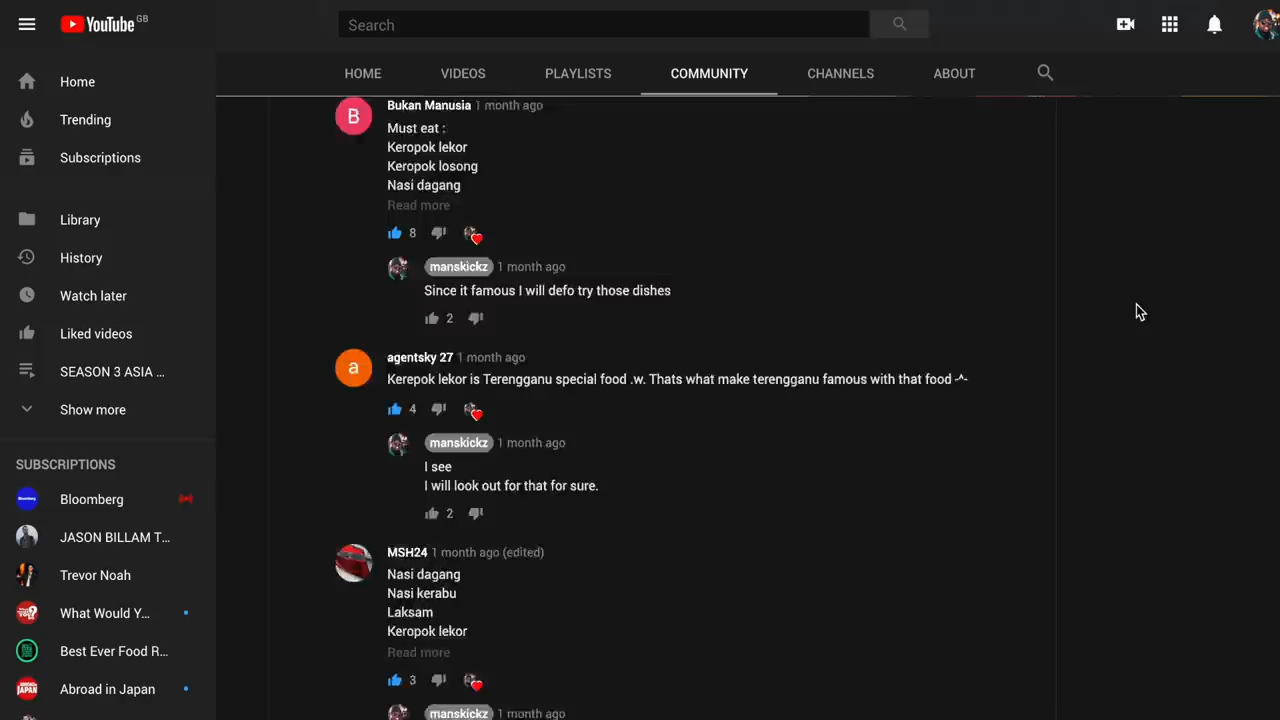 YouTube GB
Search
Home
Trending
Subscriptions
Library
History
Watch later
Liked videos
SEASON 3 ASIA ...
Show more
SUBSCRIPTIONS
Bloomberg
JASON BILLAM T...
Trevor Noah
What Would Y...
Best Ever Food R...
Abroad in Japan
HOME
VIDEOS
PLAYLISTS
COMMUNITY
CHANNELS
ABOUT
B
Bukan Manusia 1 month ago
Must eat :
Keropok lekor
Keropok losong
Nasi dagang
Read more
8
manskickz 1 month ago
Since it famous I will defo try those dishes
2
a
agentsky 27 1 month ago
Kerepok lekor is Terengganu special food .w. Thats what make terengganu famous with that food -^-
4
manskickz 1 month ago
I see
I will look out for that for sure.
2
MSH24 1 month ago (edited)
Nasi dagang
Nasi kerabu
Laksam
Keropok lekor
Read more
3
manskickz 1 month ago